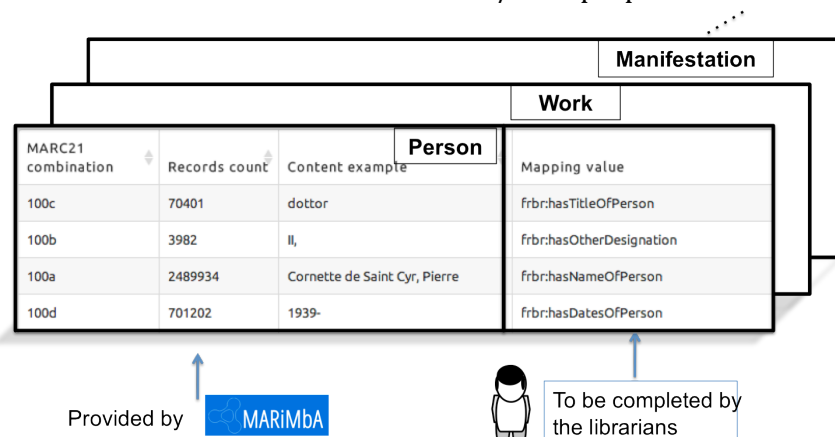 Manifestation
Work
Person
MARC21
combination Records count Content example Mapping value
100c 70401 dottor frbr:hasTitleOfPerson
100b 3982 II, frbr:hasOtherDesignation
100a 2489934 Cornette de Saint Cyr, Pierre frbr:hasNameOfPerson
100d 701202 1939- frbr:hasDatesOfPerson
Provided by MARiMbA
To be completed by
the librarians